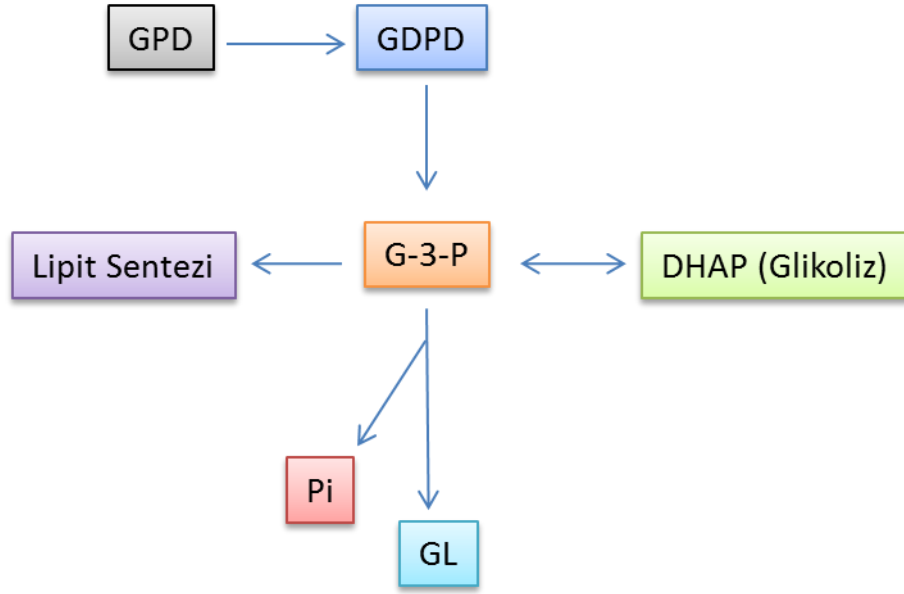 GPD
GDPD
Lipit Sentezi
G-3-P
DHAP (Glikoliz)
Pi
GL